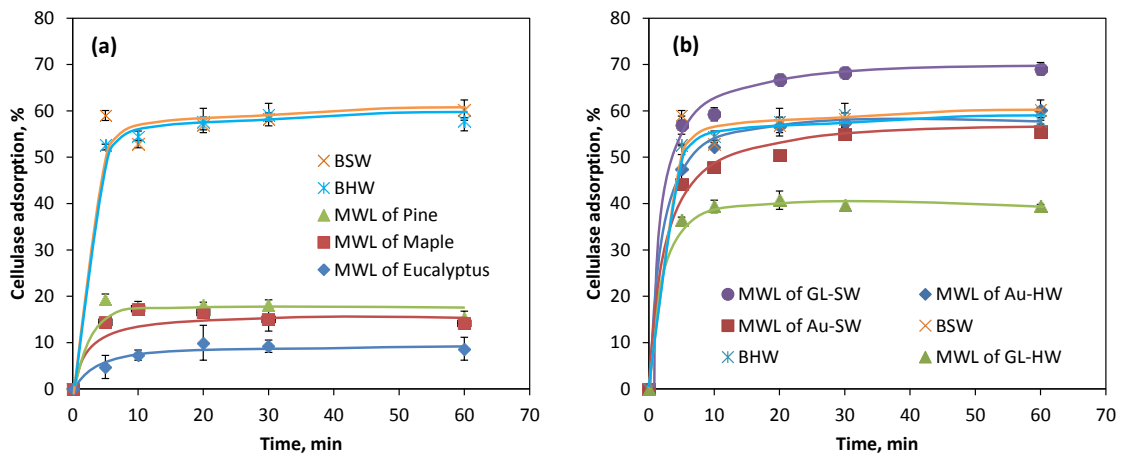 (a)
Cellulase adsorption, %
80
70
60
50
40
30
20
10
0
BSW
BHW
MWL of Pine
MWL of Maple
MWL of Eucalyptus
0 10 20 30 40 50 60 70
Time, min
(b)
Cellulase adsorption, %
80
70
60
50
40
30
20
10
0
MWL of GL-SW MWL of Au-HW
MWL of Au-SW BSW
BHW MWL of GL-HW
0 10 20 30 40 50 60 70
Time, min